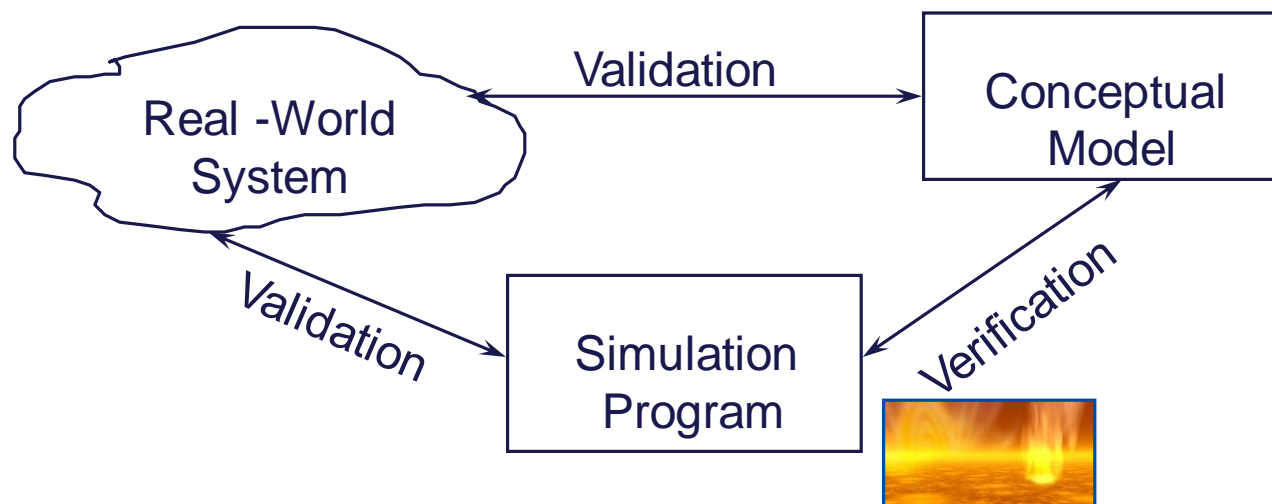 Validation
Real -World
System
Conceptual
Model
Validation
Simulation
Program
Verification